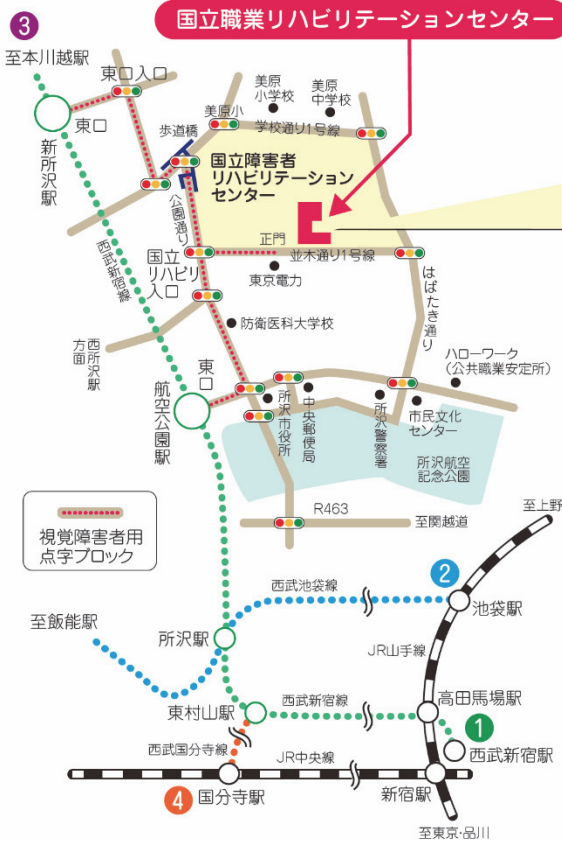 国立職業リハビリテーションセンター
3
至本川越駅
東口入口
東口
新所沢駅
美原
小学校
美原
中学校
美原小
学校通り1号線
歩道橋
国立障害者
リハビリテーション
センター
公園通り
正門
並木通り1号線
国立
リハビリ
入口
東京電力
西武新宿線
はばたき通り
防衛医科大学校
西所沢駅
方面
東口
航空公園駅
ハローワーク
(公共職業安定所)
所沢市役所
中央郵便局
所沢警察署
市民文化
センター
所沢航空
記念公園
R463
至関越道
視覚障害者用
点字ブロック
至上野
2
西武池袋線
池袋駅
至飯能駅
所沢駅
JR山手線
東村山駅
西武新宿線
高田馬場駅
1
西武新宿駅
西武国分寺線
JR中央線
4
国分寺駅
新宿駅
至東京・品川